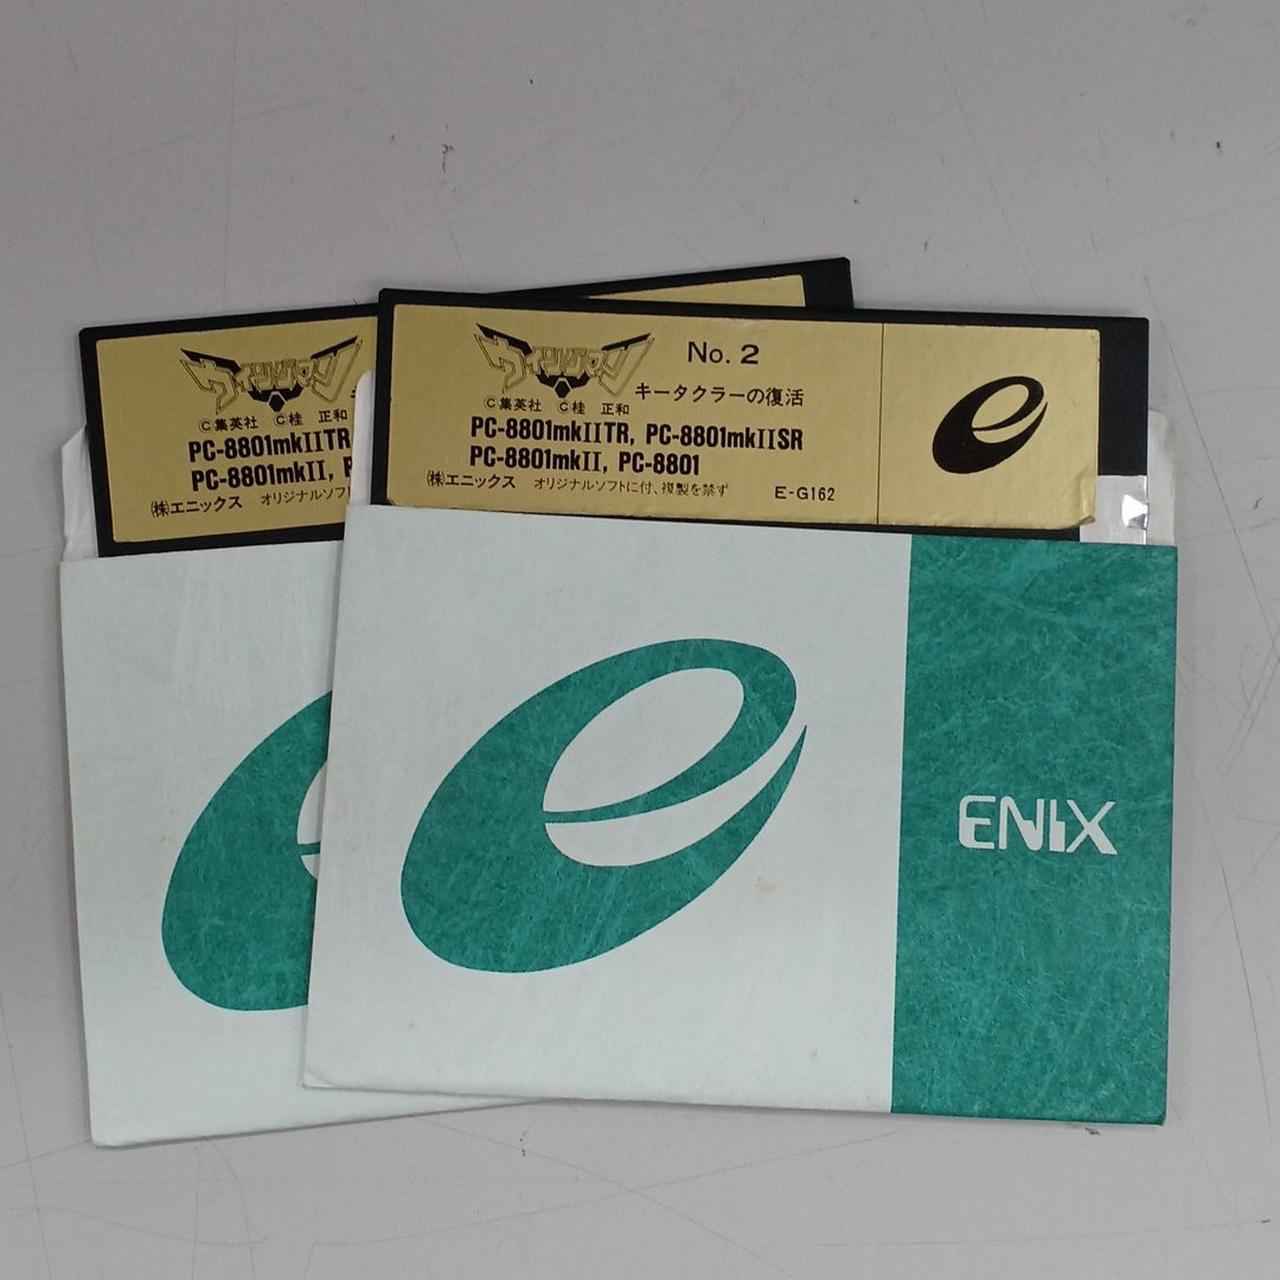 ウイングマン
©集英社 ©桂 正和
PC-8801mkIITR
PC-8801mkII,
㈱エニックス オリジナルソフト
ウイングマン
No. 2
キータクラーの復活
©集英社 ©桂 正和
PC-8801mkIITR, PC-8801mkIISR
PC-8801mkII, PC-8801
㈱エニックス オリジナルソフトに付、複製を禁ず E-G162
ENIX